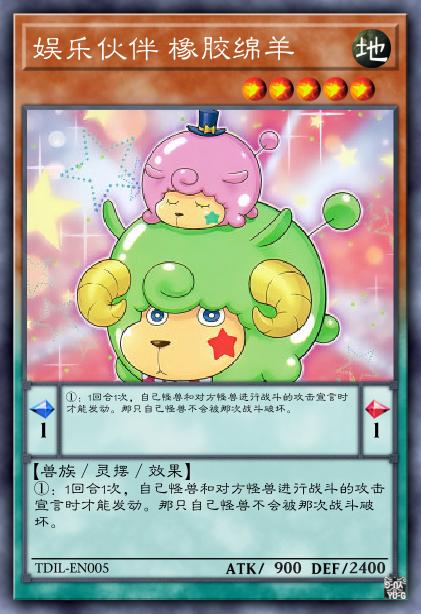 娱乐伙伴 橡胶绵羊
地
①：1回合1次，自己怪兽和对方怪兽进行战斗的攻击宣言时
才能发动。那只自己怪兽不会被那次战斗破坏。
1
1
【兽族／灵摆／效果】
①：1回合1次，自己怪兽和对方怪兽进行战斗的攻击
宣言时才能发动。那只自己怪兽不会被那次战斗破
坏。
TDIL-EN005
ATK/ 900 DEF/2400